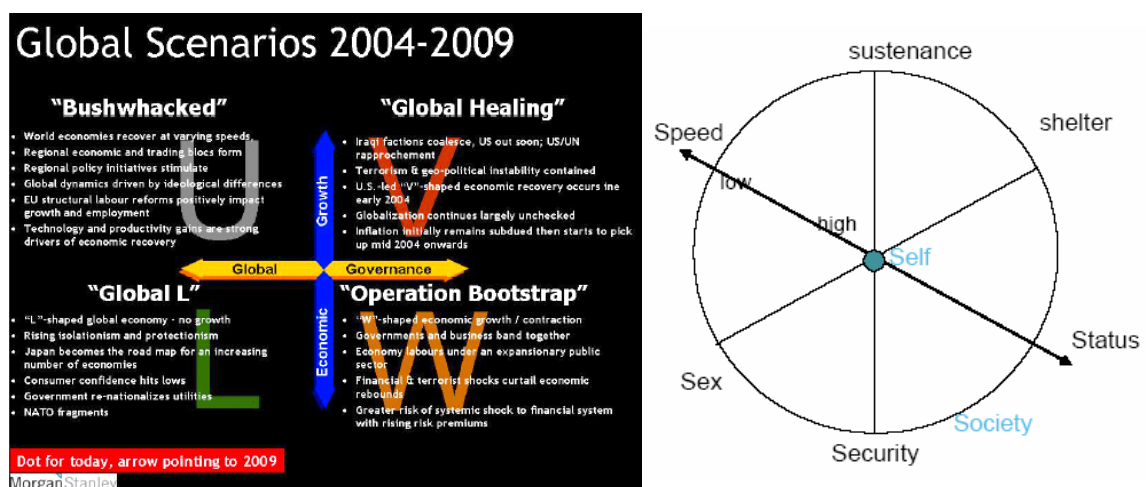 Global Scenarios 2004-2009
"Bushwhacked"
• World economies recover at varying speeds
• Regional economic and trading blocs form
• Regional policy initiatives stimulate
• Global dynamics driven by ideological differences
• EU structural labour reforms positively impact
growth and employment
• Technology and productivity gains are strong
drivers of economic recovery
U
"Global Healing"
• Iraqi factions coalesce, US out soon; US/UN
rapprochement
• Terrorism & geo-political instability contained
• U.S.-led "V"-shaped economic recovery occurs ine
early 2004
• Globalization continues largely unchecked
• Inflation initially remains subdued then starts to pick
up mid 2004 onwards
V
Growth
Global
Governance
Economic
"Global L"
• "L"-shaped global economy - no growth
• Rising isolationism and protectionism
• Japan becomes the road map for an increasing
number of economies
• Consumer confidence hits lows
• Government re-nationalizes utilities
• NATO fragments
L
"Operation Bootstrap"
• "W"-shaped economic growth / contraction
• Governments and business band together
• Economy labours under an expansionary public
sector
• Financial & terrorist shocks curtail economic
rebounds
• Greater risk of systemic shock to financial system
with rising risk premiums
W
Dot for today, arrow pointing to 2009
MorganStanley
sustenance
shelter
Speed
low
high
Self
Status
Sex
Society
Security